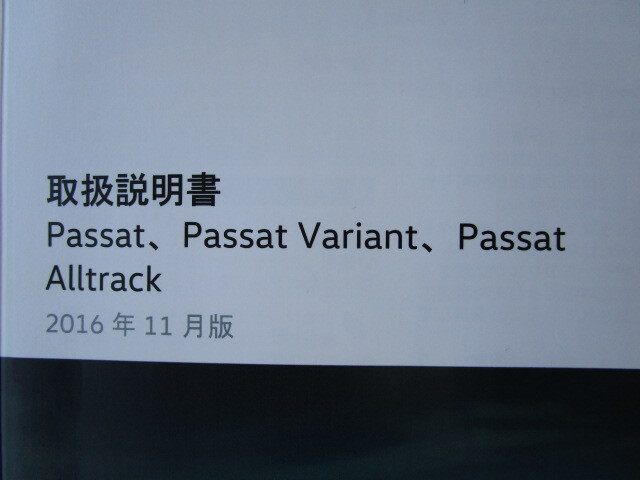 取扱説明書
Passat、Passat Variant、Passat
Alltrack
2016 年 11 月版